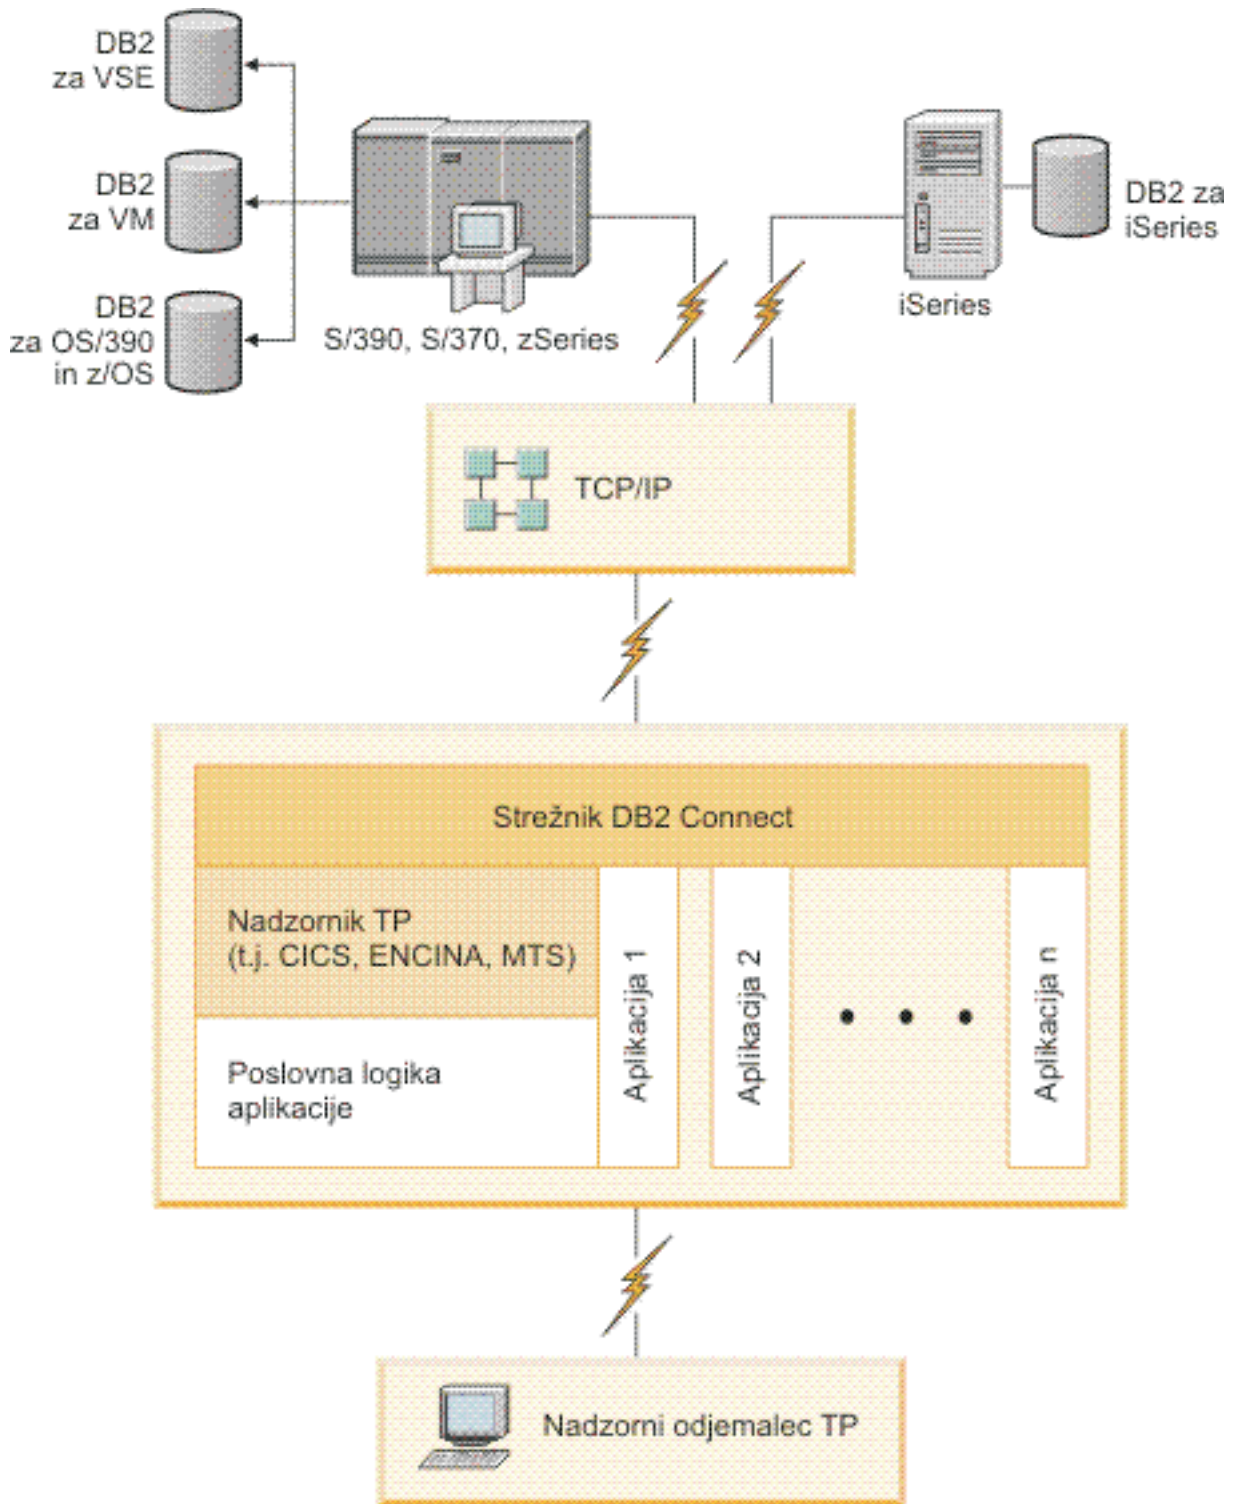 DB2
za VSE
DB2
za VM
DB2
za OS/390
in z/OS
S/390, S/370, zSeries
iSeries
DB2 za
iSeries
TCP/IP
Strežnik DB2 Connect
Nadzornik TP
(t.j. CICS, ENCINA, MTS)
Poslovna logika
aplikacije
Aplikacija 1
Aplikacija 2
Aplikacija n
Nadzorni odjemalec TP